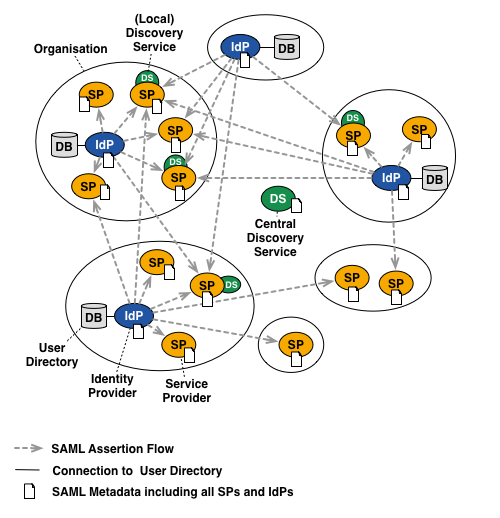 (Local)
Discovery
Service
Organisation
IdP
DB
DS
SP
SP
DS
SP
SP
SP
DB
IdP
DS
SP
SP
IdP
DB
DS
Central
Discovery
Service
SP
SP
DS
SP
SP
DB
IdP
SP
SP
User
Directory
Identity
Provider
Service
Provider
SAML Assertion Flow
Connection to User Directory
SAML Metadata including all SPs and IdPs